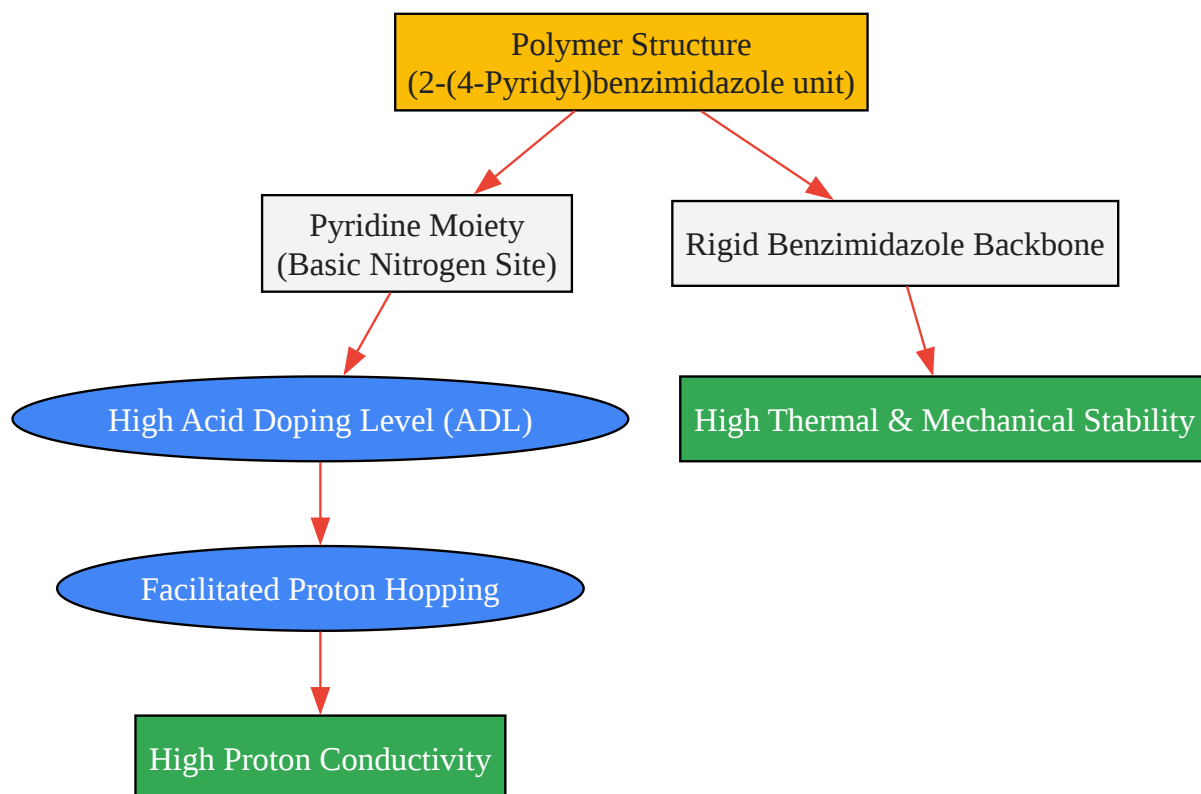 Polymer Structure
(2-(4-Pyridyl)benzimidazole unit)
Pyridine Moiety
(Basic Nitrogen Site)
Rigid Benzimidazole Backbone
High Acid Doping Level (ADL)
High Thermal & Mechanical Stability
Facilitated Proton Hopping
High Proton Conductivity